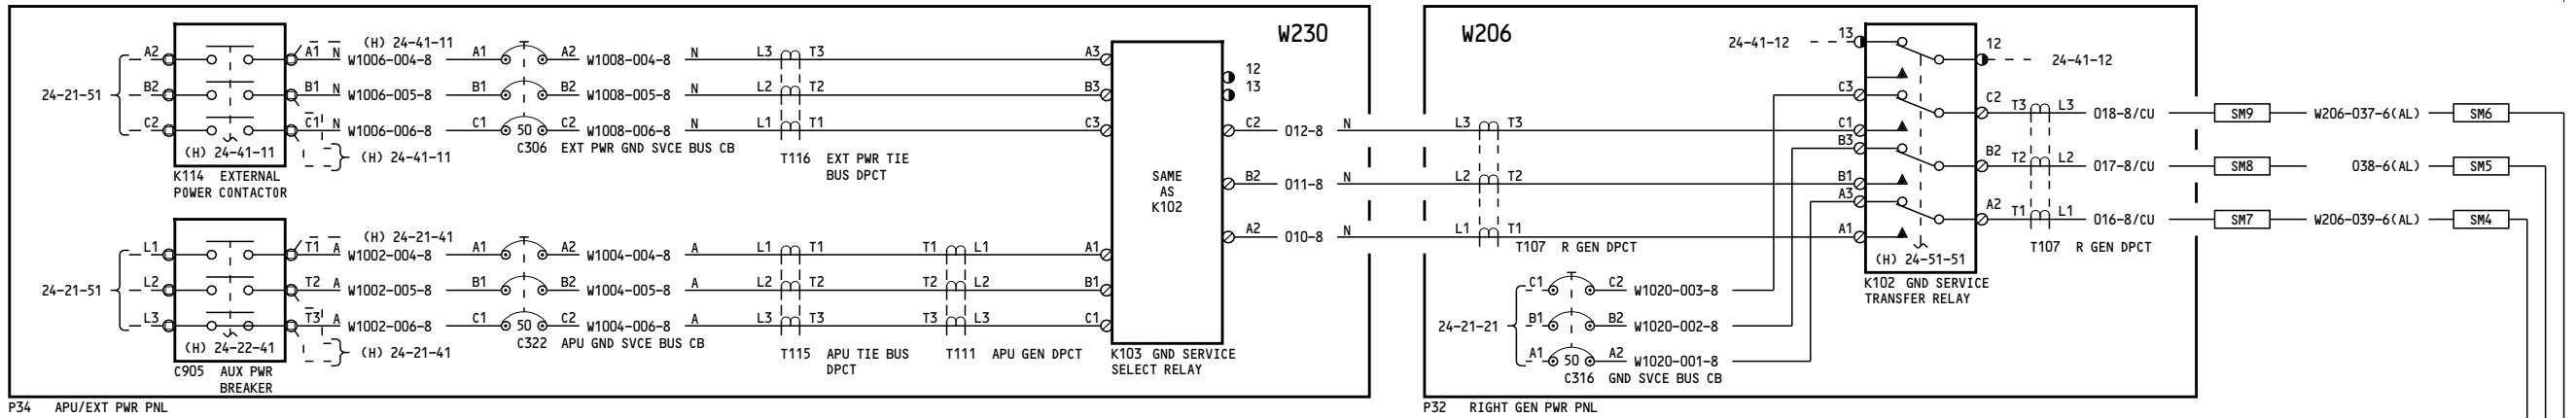 W230
A2
A1 N
(H) 24-41-11
W1006-004-8
A1
A2
W1008-004-8
N
L3
T3
A3
24-21-51
B2
B1 N
W1006-005-8
B1
B2
W1008-005-8
N
L2
T2
B3
C2
C1 N
W1006-006-8
C1
50
C2
W1008-006-8
N
L1
T1
C3
(H) 24-41-11
(H) 24-41-11
C306 EXT PWR GND SVCE BUS CB
T116 EXT PWR TIE
BUS DPCT
K114 EXTERNAL
POWER CONTACTOR
12
13
C2
012-8
N
B2
011-8
N
A2
010-8
N
SAME
AS
K102
L1
T1 A
(H) 24-21-41
W1002-004-8
A1
A2
W1004-004-8
A
L1
T1
T1
L1
A1
24-21-51
L2
T2 A
W1002-005-8
B1
B2
W1004-005-8
A
L2
T2
T2
L2
B1
L3
T3 A
W1002-006-8
C1
50
C2
W1004-006-8
A
L3
T3
T3
L3
C1
(H) 24-22-41
(H) 24-21-41
C322 APU GND SVCE BUS CB
T115 APU TIE BUS
DPCT
T111 APU GEN DPCT
K103 GND SERVICE
SELECT RELAY
C905 AUX PWR
BREAKER
P34 APU/EXT PWR PNL
W206
24-41-12
13
12
24-41-12
C3
C2
T3
L3
018-8/CU
SM9
W206-037-6(AL)
SM6
L3
T3
C1
B3
B2
T2
L2
017-8/CU
SM8
038-6(AL)
SM5
L2
T2
B1
A3
A2
T1
L1
016-8/CU
SM7
W206-039-6(AL)
SM4
L1
T1
A1
T107 R GEN DPCT
T107 R GEN DPCT
(H) 24-51-51
K102 GND SERVICE
TRANSFER RELAY
C1
C2
W1020-003-8
24-21-21
B1
B2
W1020-002-8
A1
50
A2
W1020-001-8
C316 GND SVCE BUS CB
P32 RIGHT GEN PWR PNL